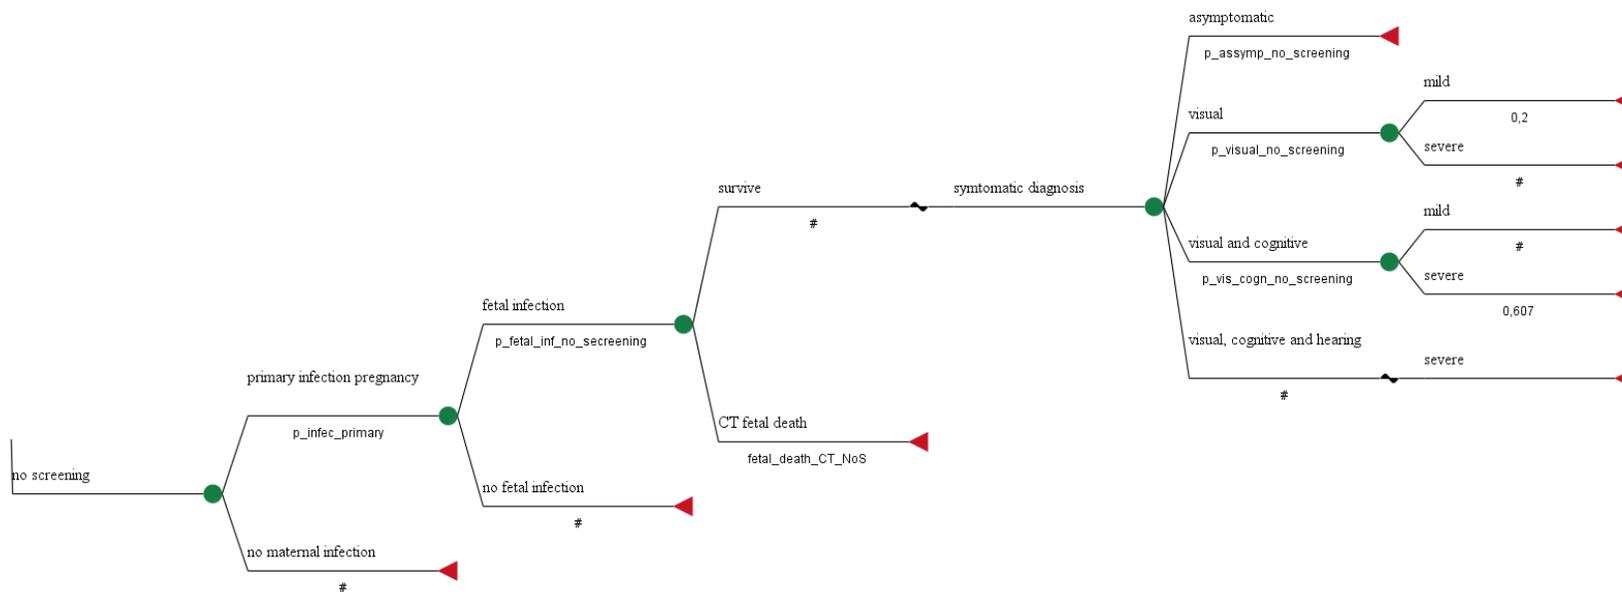 asymptomatic
p_assymp_no_screening
mild
0,2
visual
p_visual_no_screening
severe
#
survive
#
symtomatic diagnosis
mild
#
visual and cognitive
p_vis_cogn_no_screening
severe
0,607
fetal infection
p_fetal_inf_no_secreening
visual, cognitive and hearing
#
severe
primary infection pregnancy
p_infec_primary
CT fetal death
fetal_death_CT_NoS
no screening
no fetal infection
#
no maternal infection
#